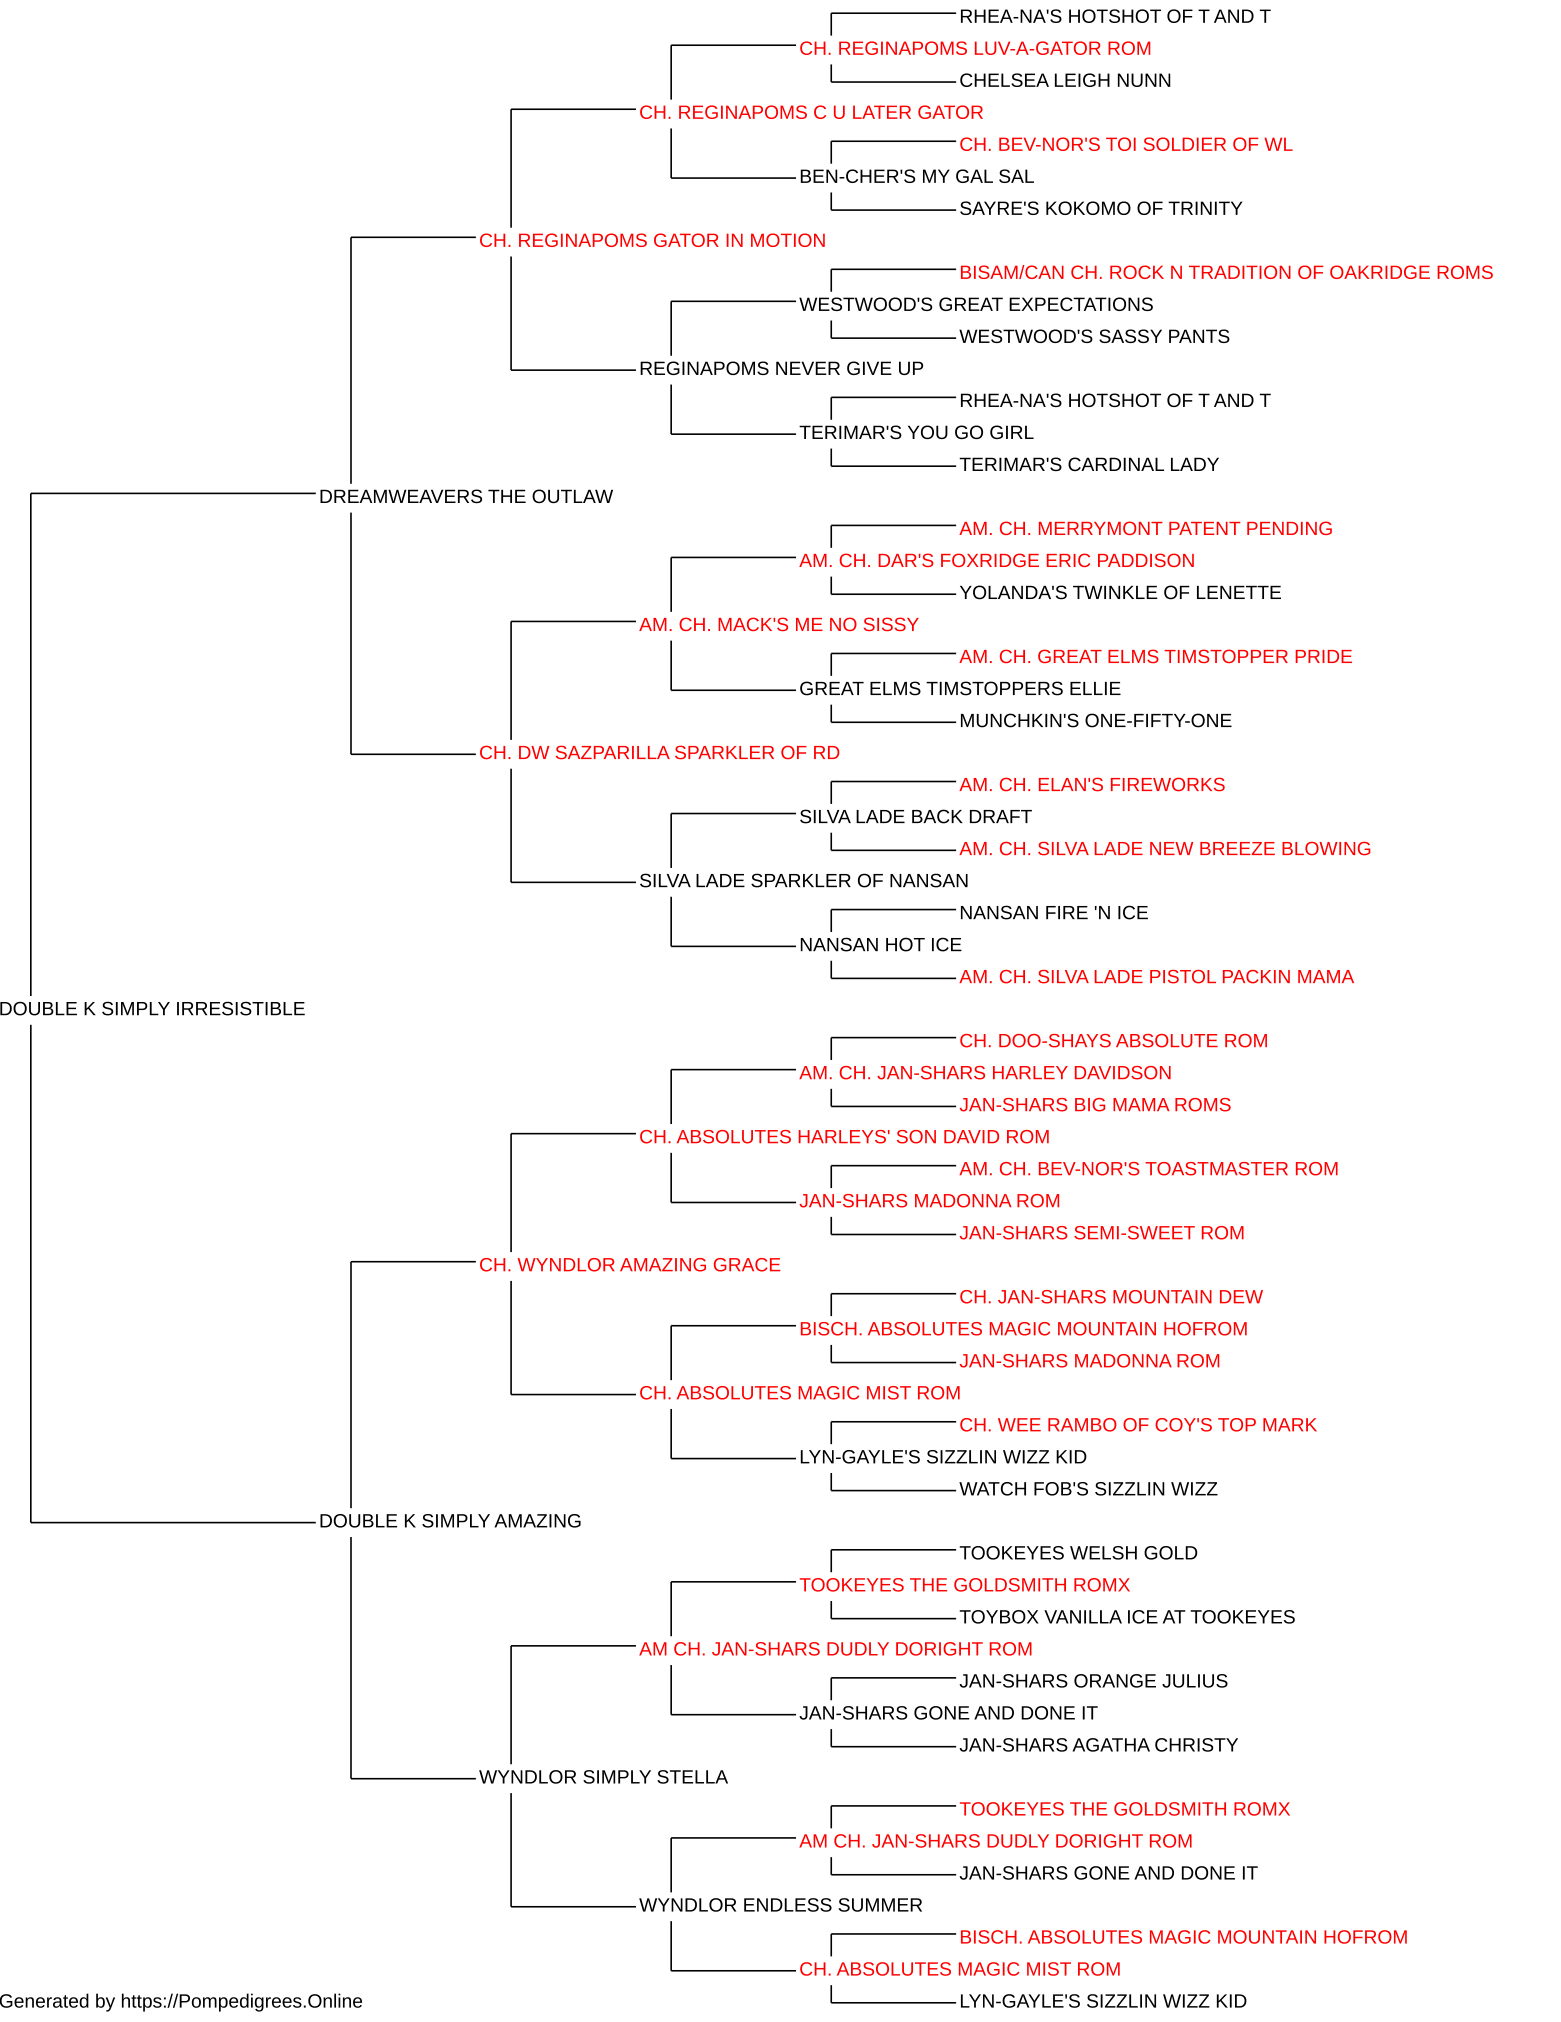 RHEA-NA'S HOTSHOT OF T AND T
CH. REGINAPOMS LUV-A-GATOR ROM
CHELSEA LEIGH NUNN
CH. REGINAPOMS C U LATER GATOR
CH. BEV-NOR'S TOI SOLDIER OF WL
BEN-CHER'S MY GAL SAL
SAYRE'S KOKOMO OF TRINITY
CH. REGINAPOMS GATOR IN MOTION
BISAM/CAN CH. ROCK N TRADITION OF OAKRIDGE ROMS
WESTWOOD'S GREAT EXPECTATIONS
WESTWOOD'S SASSY PANTS
REGINAPOMS NEVER GIVE UP
RHEA-NA'S HOTSHOT OF T AND T
TERIMAR'S YOU GO GIRL
TERIMAR'S CARDINAL LADY
DREAMWEAVERS THE OUTLAW
AM. CH. MERRYMONT PATENT PENDING
AM. CH. DAR'S FOXRIDGE ERIC PADDISON
YOLANDA'S TWINKLE OF LENETTE
AM. CH. MACK'S ME NO SISSY
AM. CH. GREAT ELMS TIMSTOPPER PRIDE
GREAT ELMS TIMSTOPPERS ELLIE
MUNCHKIN'S ONE-FIFTY-ONE
CH. DW SAZPARILLA SPARKLER OF RD
AM. CH. ELAN'S FIREWORKS
SILVA LADE BACK DRAFT
AM. CH. SILVA LADE NEW BREEZE BLOWING
SILVA LADE SPARKLER OF NANSAN
NANSAN FIRE 'N ICE
NANSAN HOT ICE
AM. CH. SILVA LADE PISTOL PACKIN MAMA
DOUBLE K SIMPLY IRRESISTIBLE
CH. DOO-SHAYS ABSOLUTE ROM
AM. CH. JAN-SHARS HARLEY DAVIDSON
JAN-SHARS BIG MAMA ROMS
CH. ABSOLUTES HARLEYS' SON DAVID ROM
AM. CH. BEV-NOR'S TOASTMASTER ROM
JAN-SHARS MADONNA ROM
JAN-SHARS SEMI-SWEET ROM
CH. WYNDLOR AMAZING GRACE
CH. JAN-SHARS MOUNTAIN DEW
BISCH. ABSOLUTES MAGIC MOUNTAIN HOFROM
JAN-SHARS MADONNA ROM
CH. ABSOLUTES MAGIC MIST ROM
CH. WEE RAMBO OF COY'S TOP MARK
LYN-GAYLE'S SIZZLIN WIZZ KID
WATCH FOB'S SIZZLIN WIZZ
DOUBLE K SIMPLY AMAZING
TOOKEYES WELSH GOLD
TOOKEYES THE GOLDSMITH ROMX
TOYBOX VANILLA ICE AT TOOKEYES
AM CH. JAN-SHARS DUDLY DORIGHT ROM
JAN-SHARS ORANGE JULIUS
JAN-SHARS GONE AND DONE IT
JAN-SHARS AGATHA CHRISTY
WYNDLOR SIMPLY STELLA
TOOKEYES THE GOLDSMITH ROMX
AM CH. JAN-SHARS DUDLY DORIGHT ROM
JAN-SHARS GONE AND DONE IT
WYNDLOR ENDLESS SUMMER
BISCH. ABSOLUTES MAGIC MOUNTAIN HOFROM
CH. ABSOLUTES MAGIC MIST ROM
LYN-GAYLE'S SIZZLIN WIZZ KID
Generated by https://Pompedigrees.Online